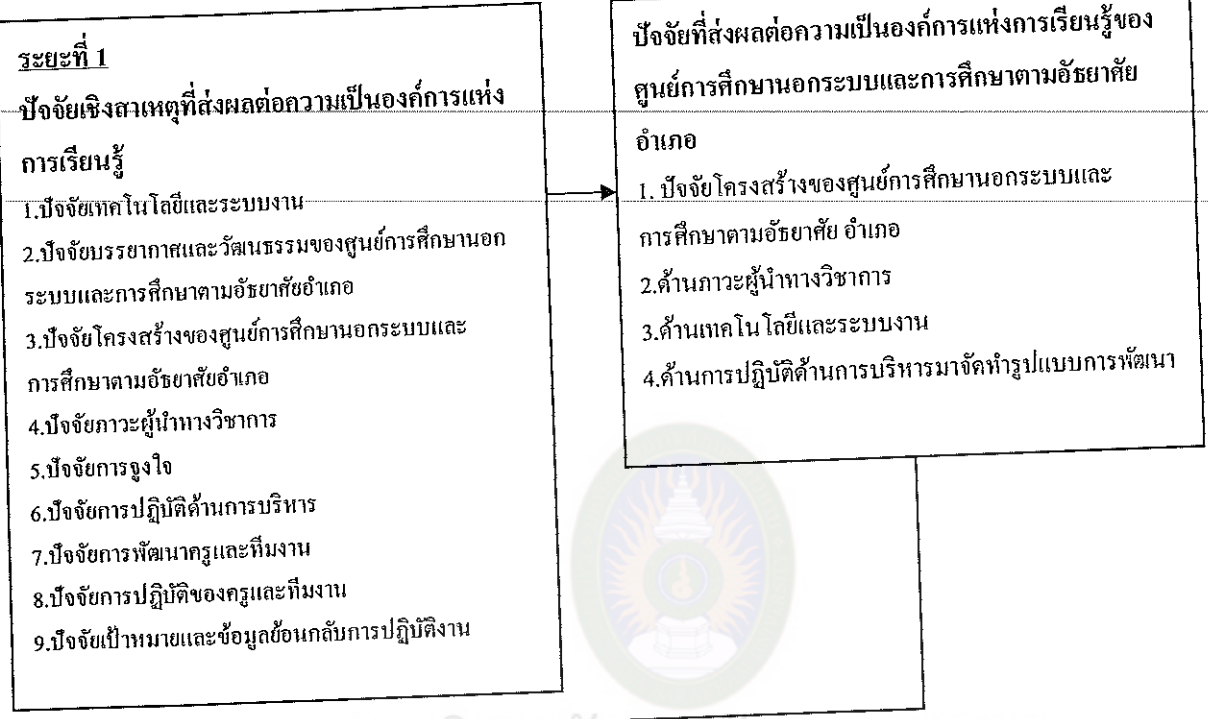 ระยะที่ 1
ปัจจัยเชิงสาเหตุที่ส่งผลต่อความเป็นองค์การแห่ง
การเรียนรู้
1.ปัจจัยเทคโนโลยีและระบบงาน
2.ปัจจัยบรรยากาศและวัฒนธรรมของศูนย์การศึกษานอก
ระบบและการศึกษาตามอัธยาศัยอำเภอ
3.ปัจจัยโครงสร้างของศูนย์การศึกษานอกระบบและ
การศึกษาตามอัธยาศัยอำเภอ
4.ปัจจัยภาวะผู้นำทางวิชาการ
5.ปัจจัยการจูงใจ
6.ปัจจัยการปฏิบัติด้านการบริหาร
7.ปัจจัยการพัฒนาครูและทีมงาน
8.ปัจจัยการปฏิบัติของครูและทีมงาน
9.ปัจจัยเป้าหมายและข้อมูลย้อนกลับการปฏิบัติงาน
ปัจจัยที่ส่งผลต่อความเป็นองค์การแห่งการเรียนรู้ของ
ศูนย์การศึกษานอกระบบและการศึกษาตามอัธยาศัย
อำเภอ
1. ปัจจัยโครงสร้างของศูนย์การศึกษานอกระบบและ
การศึกษาตามอัธยาศัย อำเภอ
2.ด้านภาวะผู้นำทางวิชาการ
3.ด้านเทคโนโลยีและระบบงาน
4.ด้านการปฏิบัติด้านการบริหารมาจัดทำรูปแบบการพัฒนา